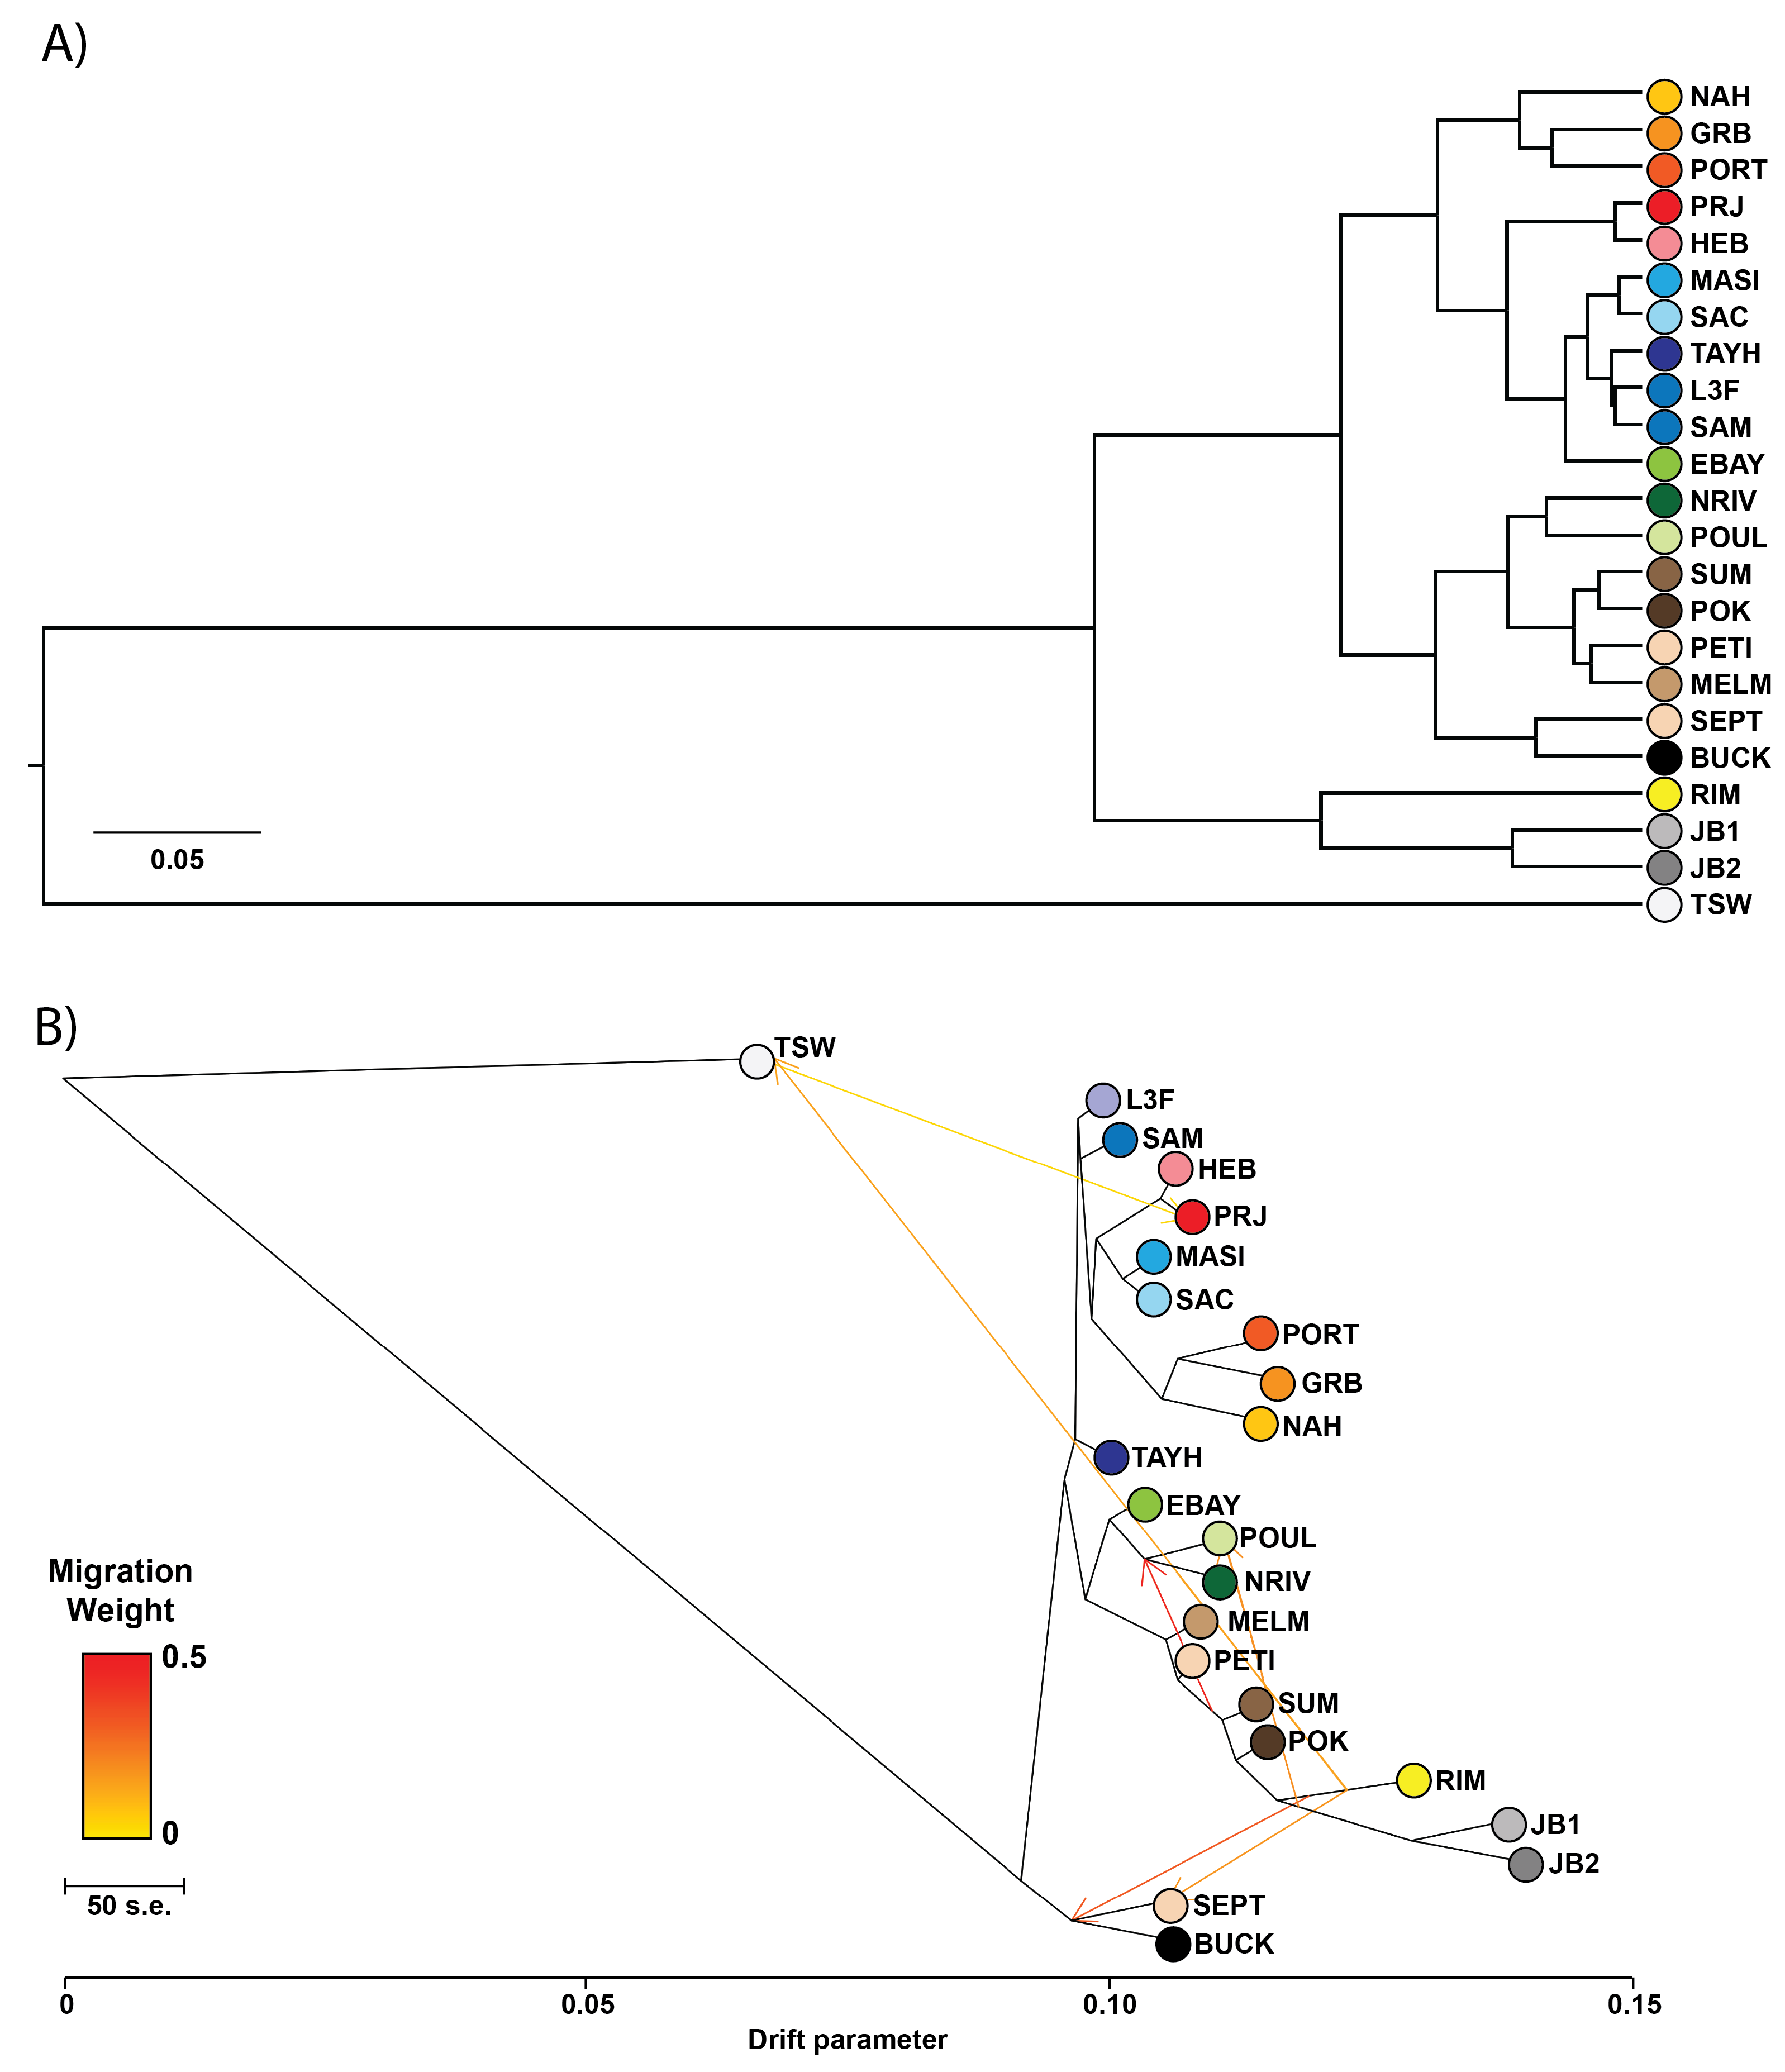 A)
NAH
GRB
PORT
PRJ
HEB
MASI
SAC
TAYH
L3F
SAM
EBAY
NRIV
POUL
SUM
POK
PETI
MELM
SEPT
BUCK
RIM
JB1
JB2
TSW
0.05
B)
TSW
L3F
SAM
HEB
PRJ
MASI
SAC
PORT
GRB
NAH
TAYH
EBAY
POUL
NRIV
MELM
PETI
SUM
POK
RIM
JB1
JB2
SEPT
BUCK
Migration
Weight
0.5
0
50 s.e.
0 0.05 0.10 0.15
Drift parameter